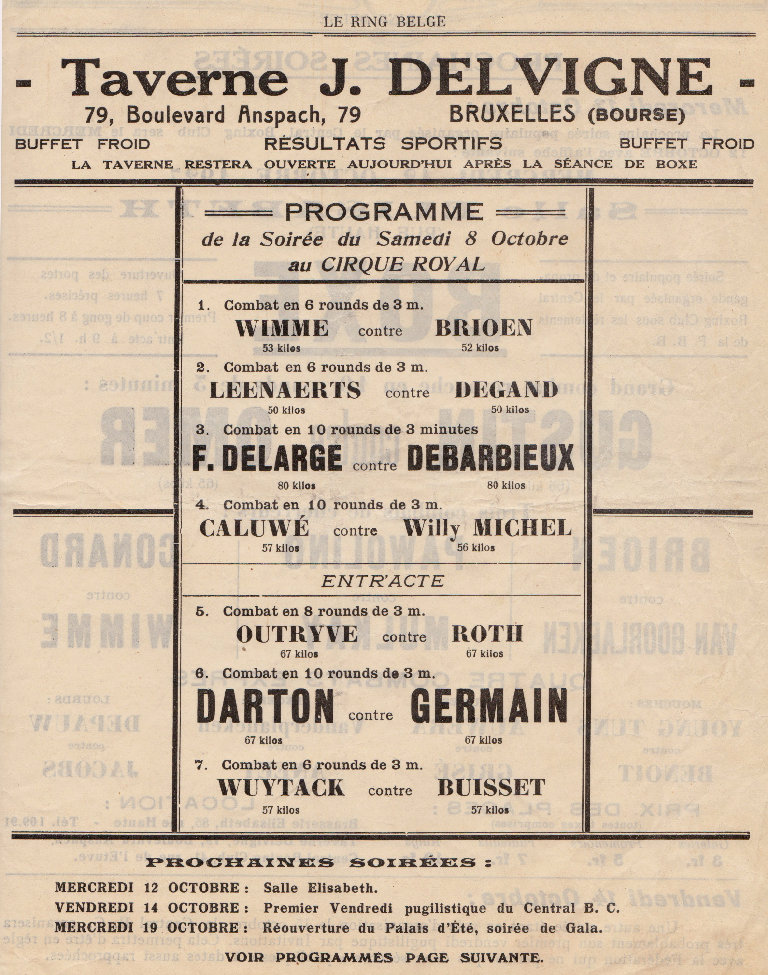 LE RING BELGE
- Taverne J. DELVIGNE -
79, Boulevard Anspach, 79 BRUXELLES (BOURSE)
BUFFET FROID RÉSULTATS SPORTIFS BUFFET FROID
LA TAVERNE RESTERA OUVERTE AUJOURD'HUI APRÈS LA SÉANCE DE BOXE
PROGRAMME
de la Soirée du Samedi 8 Octobre
au CIRQUE ROYAL
1. Combat en 6 rounds de 3 m.
WIMME contre BRIOEN
53 kilos 52 kilos
2. Combat en 6 rounds de 3 m.
LEENAERTS contre DEGAND
50 kilos 50 kilos
3. Combat en 10 rounds de 3 minutes
F. DELARGE contre DEBARBIEUX
80 kilos 80 kilos
4. Combat en 10 rounds de 3 m.
CALUWÉ contre Willy MICHEL
57 kilos 56 kilos
ENTR'ACTE
5. Combat en 8 rounds de 3 m.
OUTRYVE contre ROTH
67 kilos 67 kilos
6. Combat en 10 rounds de 3 m.
DARTON contre GERMAIN
67 kilos 67 kilos
7. Combat en 6 rounds de 3 m.
WUYTACK contre BUISSET
57 kilos 57 kilos
PROCHAINES SOIRÉES :
MERCREDI 12 OCTOBRE : Salle Elisabeth.
VENDREDI 14 OCTOBRE : Premier Vendredi pugilistique du Central B. C.
MERCREDI 19 OCTOBRE : Réouverture du Palais d'Été, soirée de Gala.
VOIR PROGRAMMES PAGE SUIVANTE.